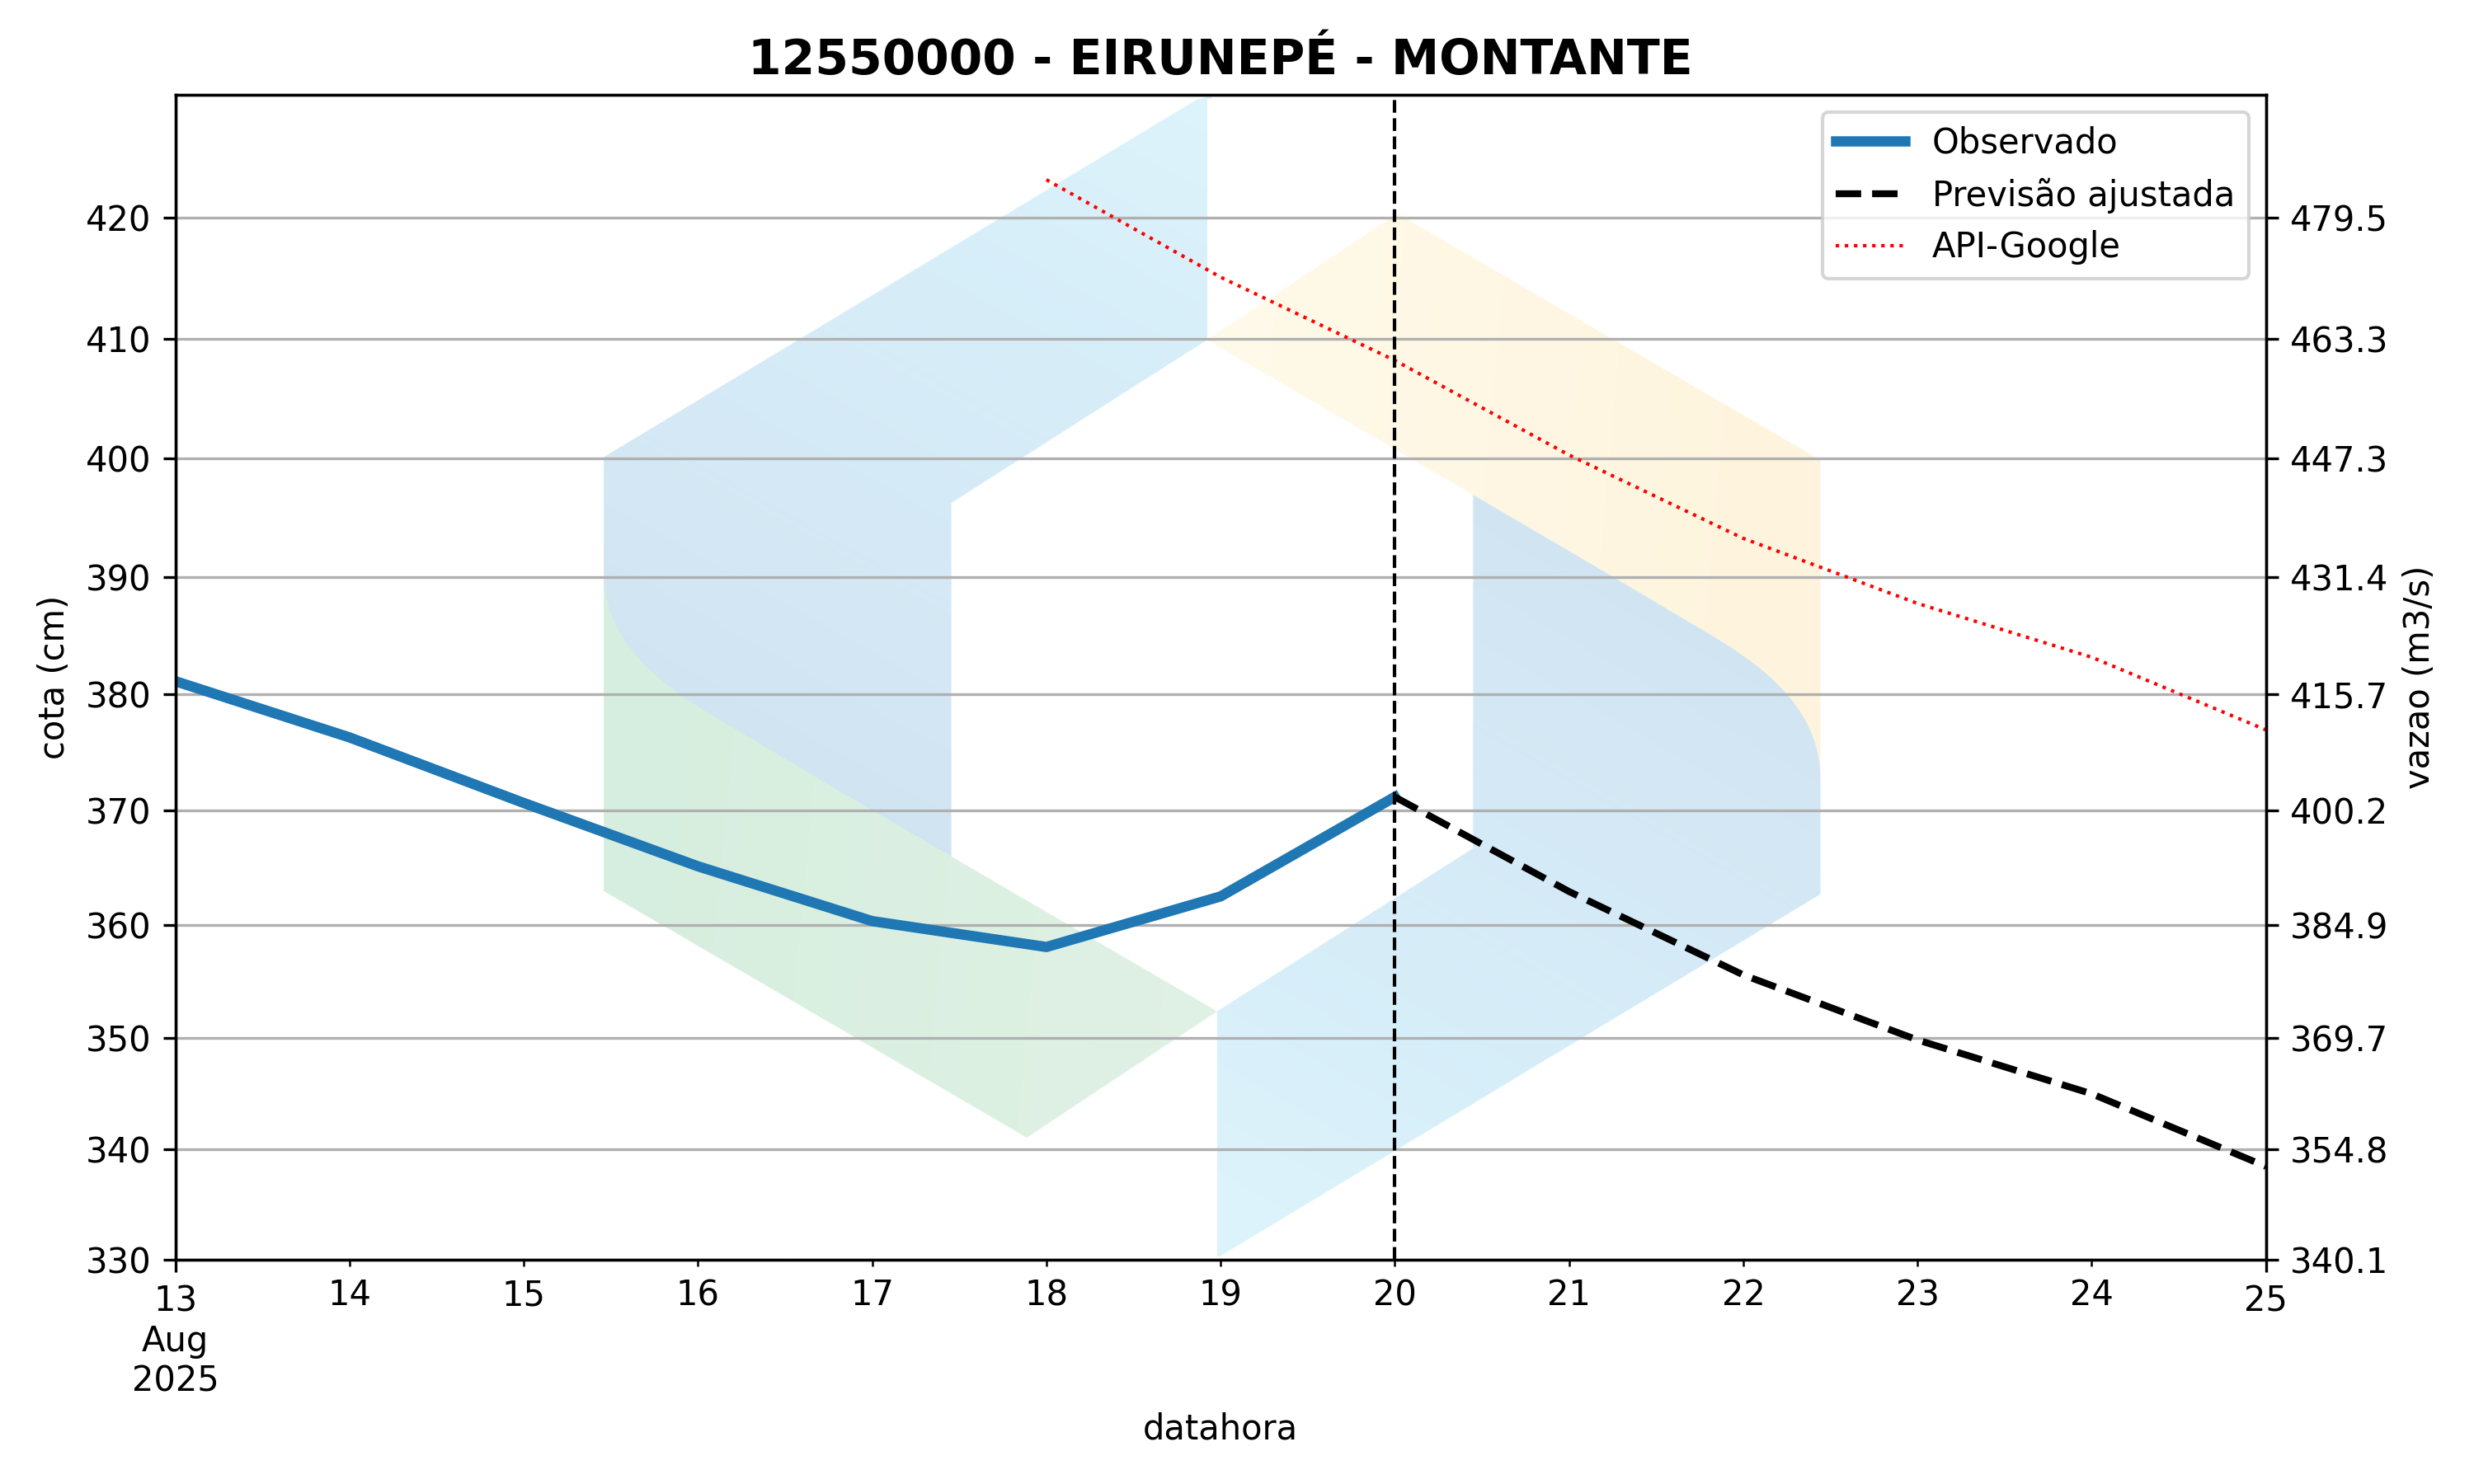 12550000 - EIRUNEPÉ - MONTANTE
Observado
Previsão ajustada
API-Google
420
410
400
390
380
370
360
350
340
330
cota (cm)
479.5
463.3
447.3
431.4
415.7
400.2
384.9
369.7
354.8
340.1
vazao (m3/s)
13 14 15 16 17 18 19 20 21 22 23 24 25
Aug
2025
datahora